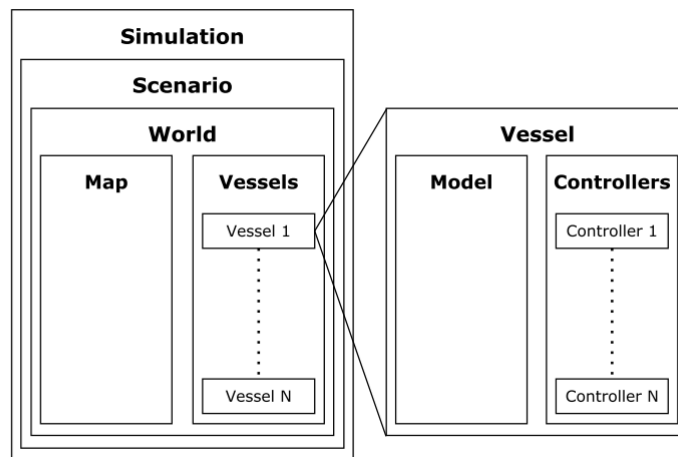 Simulation
Scenario
World
Map
Vessels
Vessel 1
Vessel N
Vessel
Model
Controllers
Controller 1
Controller N